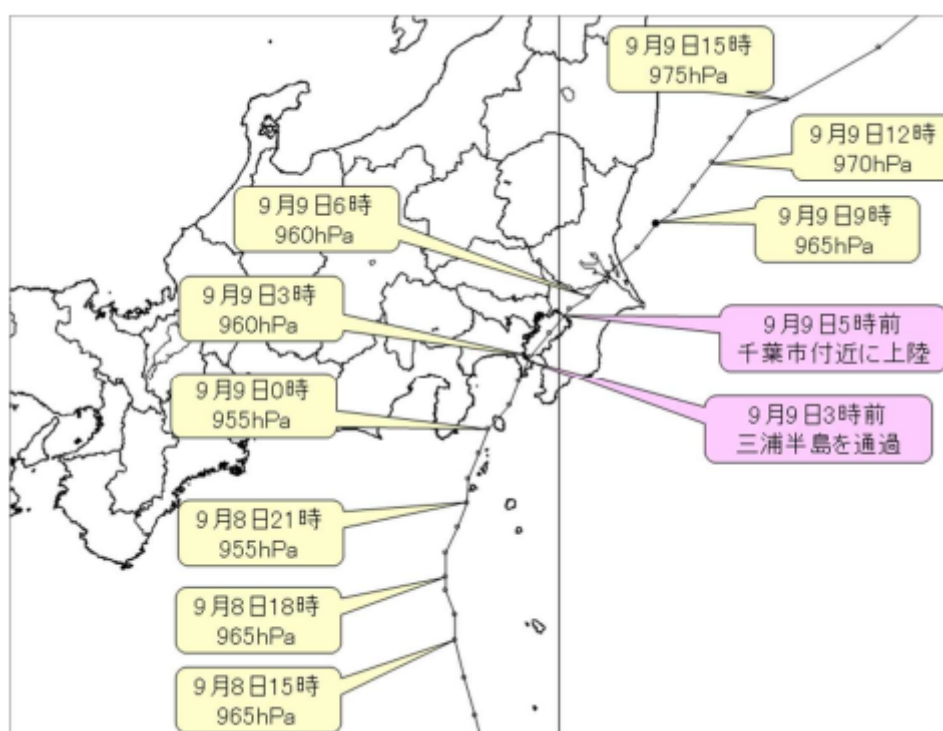 9月9日15時
975hPa
9月9日12時
970hPa
9月9日6時
960hPa
9月9日9時
965hPa
9月9日3時
960hPa
9月9日5時前
千葉市付近に上陸
9月9日0時
955hPa
9月9日3時前
三浦半島を通過
9月8日21時
955hPa
9月8日18時
965hPa
9月8日15時
965hPa